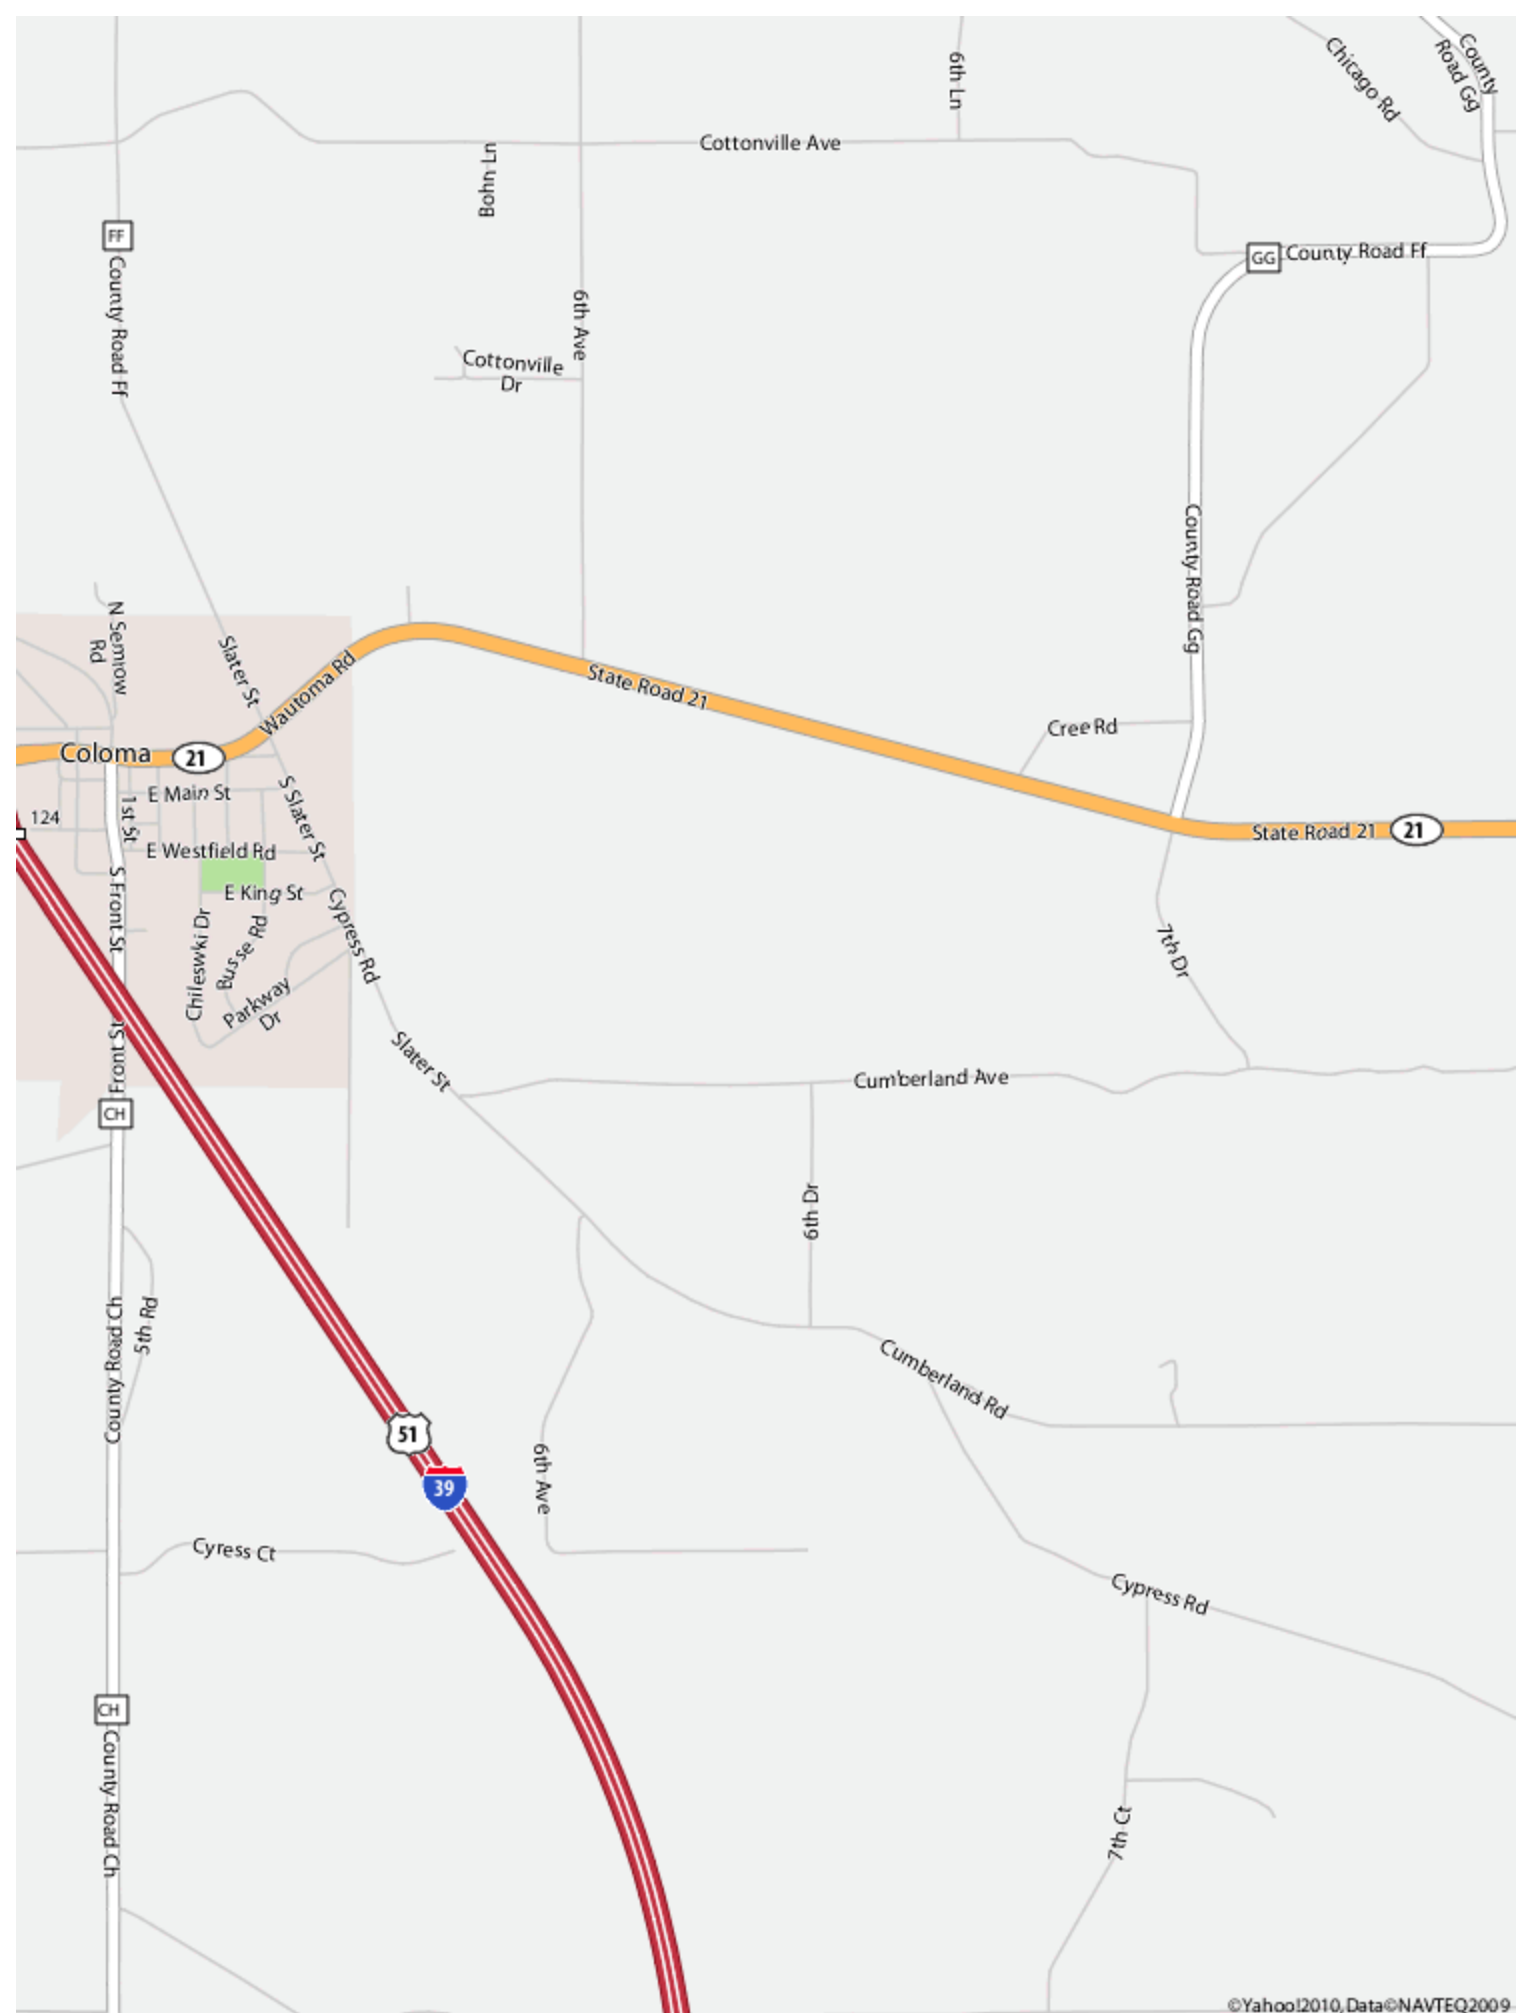 6th Ln
Chicago Rd
County
Road Gg
Cottonville Ave
Bohn Ln
FF
County Road Ff
GG
County Road Ff
6th Ave
Cottonville
Dr
County Road Gg
N Semrow
Rd
Slater St
Wautoma Rd
State Road 21
Cree Rd
Coloma
21
State Road 21
21
124
1st St
E Main St
S Slater St
E Westfield Rd
E King St
S Front St
Chileswki Dr
Busse Rd
Cypress Rd
Parkway
Dr
7th Dr
Front St
Slater St
Cumberland Ave
CH
6th Dr
County Road Ch
5th Rd
Cumberland Rd
51
39
6th Ave
Cyress Ct
Cypress Rd
CH
County Road Ch
7th Ct
©Yahoo!2010, Data©NAVTEQ2009